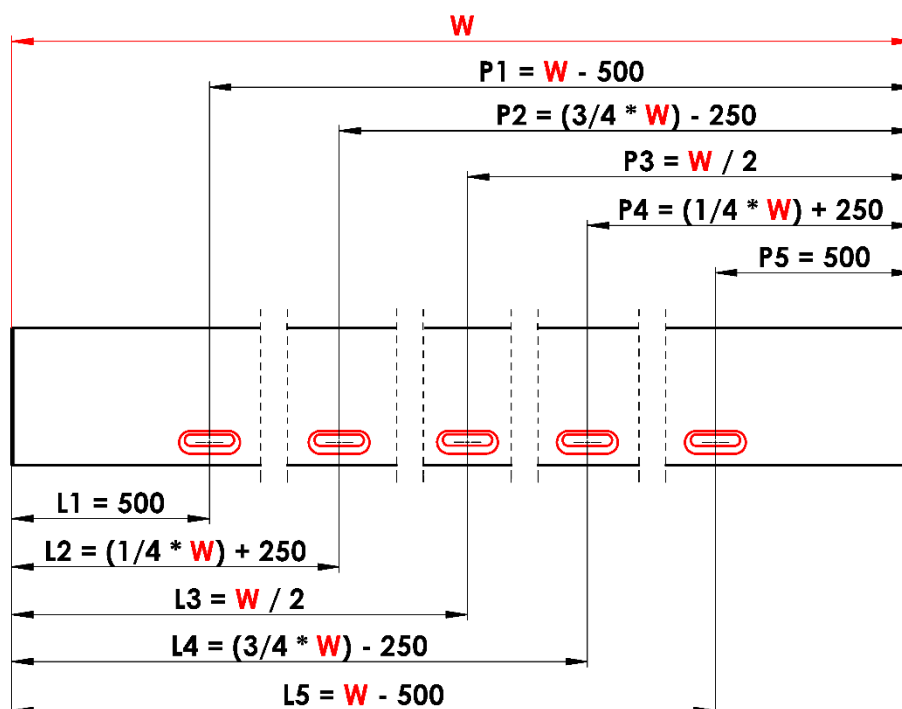 W
P1 = W - 500
P2 = (3/4 * W) - 250
P3 = W / 2
P4 = (1/4 * W) + 250
P5 = 500
L1 = 500
L2 = (1/4 * W) + 250
L3 = W / 2
L4 = (3/4 * W) - 250
L5 = W - 500